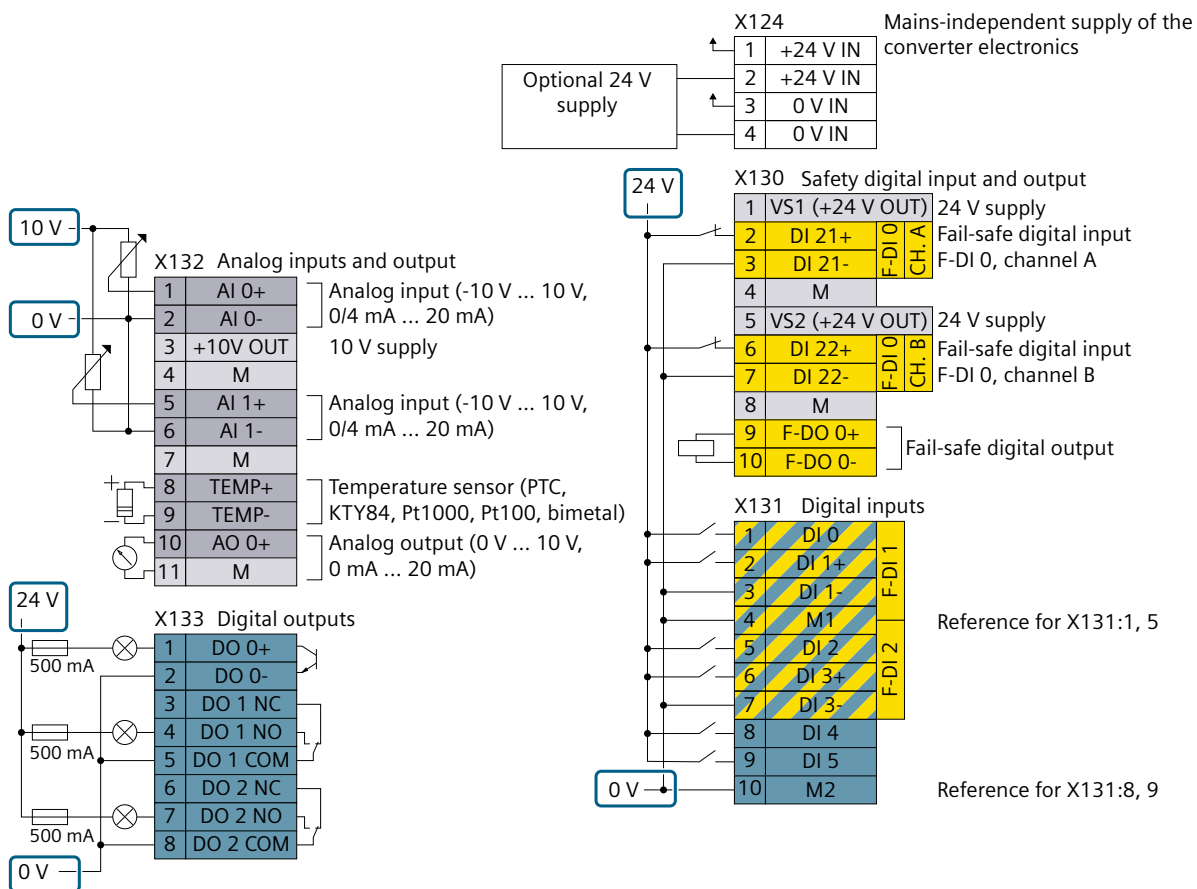 X124
Mains-independent supply of the
converter electronics
1 +24 V IN
2 +24 V IN
3 0 V IN
4 0 V IN
Optional 24 V
supply
24 V
X130 Safety digital input and output
1 VS1 (+24 V OUT) 24 V supply
2 DI 21+ Fail-safe digital input
3 DI 21- F-DI 0, channel A
F-DI 0
CH. A
4 M
5 VS2 (+24 V OUT) 24 V supply
6 DI 22+ Fail-safe digital input
7 DI 22- F-DI 0, channel B
F-DI 0
CH. B
8 M
9 F-DO 0+
10 F-DO 0-
Fail-safe digital output
X131 Digital inputs
1 DI 0
2 DI 1+
3 DI 1-
4 M1 Reference for X131:1, 5
F-DI 1
5 DI 2
6 DI 3+
7 DI 3-
F-DI 2
8 DI 4
9 DI 5
0 V
10 M2 Reference for X131:8, 9
10 V
0 V
X132 Analog inputs and output
1 AI 0+ Analog input (-10 V ... 10 V,
2 AI 0- 0/4 mA ... 20 mA)
3 +10V OUT 10 V supply
4 M
5 AI 1+ Analog input (-10 V ... 10 V,
6 AI 1- 0/4 mA ... 20 mA)
7 M
8 TEMP+ Temperature sensor (PTC,
9 TEMP- KTY84, Pt1000, Pt100, bimetal)
+
–
10 AO 0+ Analog output (0 V ... 10 V,
11 M 0 mA ... 20 mA)
24 V
X133 Digital outputs
1 DO 0+
500 mA
2 DO 0-
3 DO 1 NC
4 DO 1 NO
500 mA
5 DO 1 COM
6 DO 2 NC
7 DO 2 NO
500 mA
8 DO 2 COM
0 V